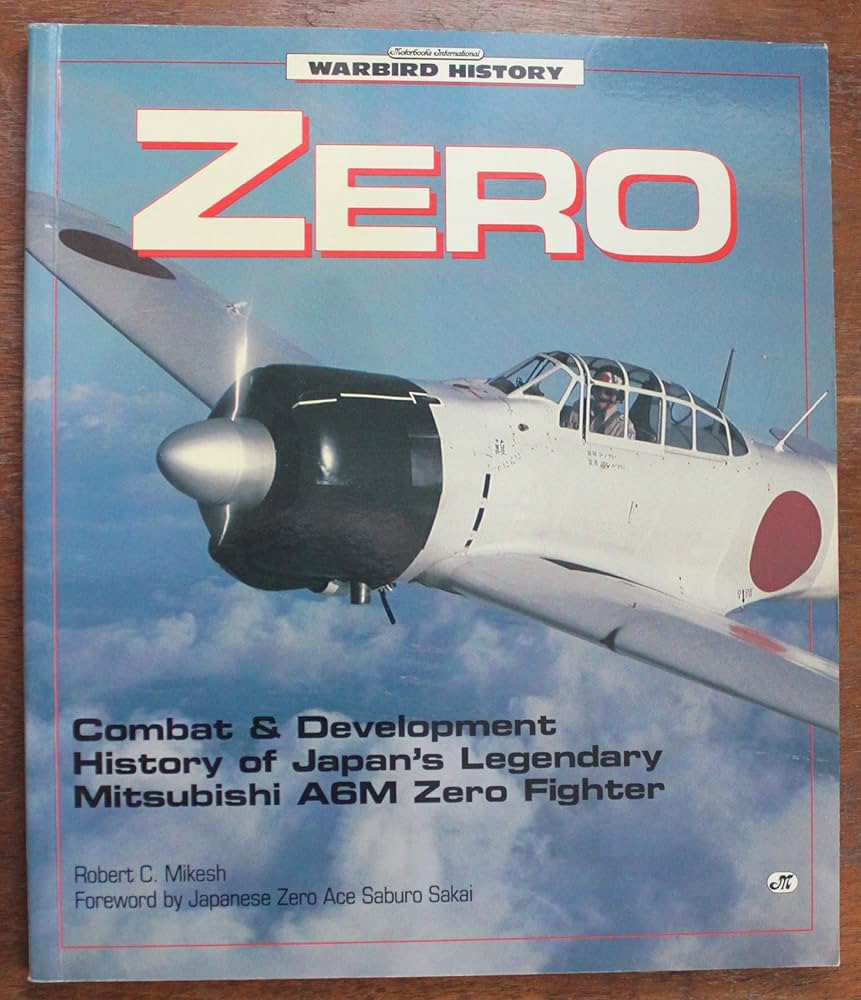 Motorbooks International
WARBIRD HISTORY
ZERO
Combat & Development
History of Japan's Legendary
Mitsubishi A6M Zero Fighter
Robert C. Mikesh
Foreword by Japanese Zero Ace Saburo Sakai
M